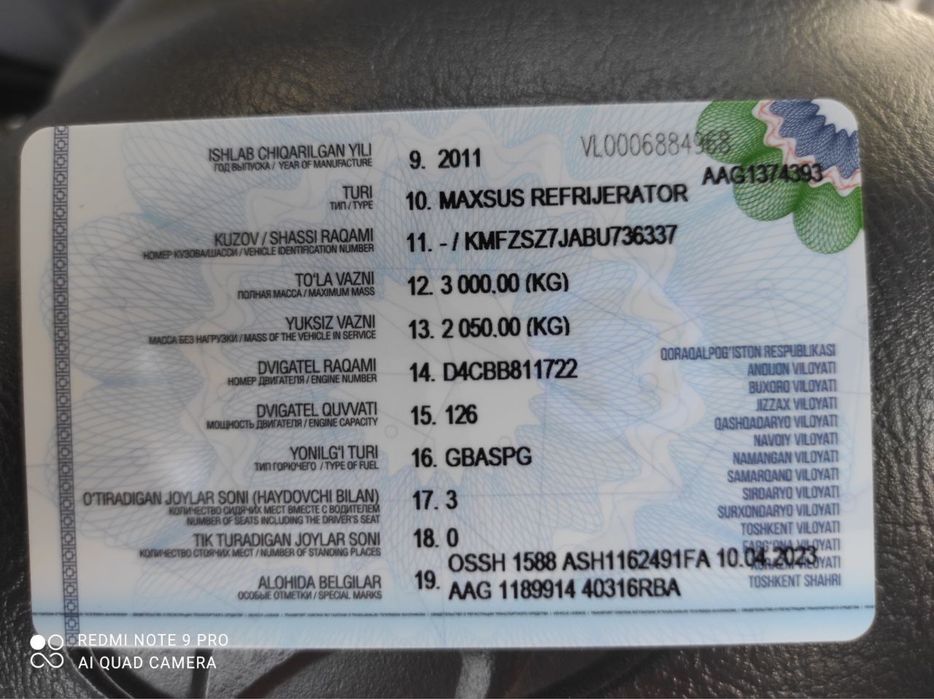 VL0006884968
AAG1374393
ISHLAB CHIQARILGAN YILI
ГОД ВЫПУСКА / YEAR OF MANUFACTURE
9. 2011
TURI
ТИП / TYPE
10. MAXSUS REFRIJERATOR
KUZOV / SHASSI RAQAMI
НОМЕР КУЗОВА/ШАССИ / VEHICLE IDENTIFICATION NUMBER
11. - / KMFZSZ7JABU736337
TO'LA VAZNI
ПОЛНАЯ МАССА / MAXIMUM MASS
12. 3 000.00 (KG)
YUKSIZ VAZNI
МАССА БЕЗ НАГРУЗКИ / MASS OF THE VEHICLE IN SERVICE
13. 2 050.00 (KG)
DVIGATEL RAQAMI
НОМЕР ДВИГАТЕЛЯ / ENGINE NUMBER
14. D4CBB811722
DVIGATEL QUVVATI
МОЩНОСТЬ ДВИГАТЕЛЯ / ENGINE CAPACITY
15. 126
YONILG'I TURI
ТИП ГОРЮЧЕГО / TYPE OF FUEL
16. GBASPG
O'TIRADIGAN JOYLAR SONI (HAYDOVCHI BILAN)
КОЛИЧЕСТВО СИДЯЧИХ МЕСТ ВМЕСТЕ С ВОДИТЕЛЕМ
NUMBER OF SEATS INCLUDING THE DRIVER'S SEAT
17. 3
TIK TURADIGAN JOYLAR SONI
КОЛИЧЕСТВО СТОЯЧИХ МЕСТ / NUMBER OF STANDING PLACES
18. 0
ALOHIDA BELGILAR
ОСОБЫЕ ОТМЕТКИ / SPECIAL MARKS
19. OSSH 1588 ASH1162491FA 10.04.2023
AAG 1189914 40316RBA
QORAQALPOG'ISTON RESPUBLIKASI
ANDIJON VILOYATI
BUXORO VILOYATI
JIZZAX VILOYATI
QASHQADARYO VILOYATI
NAVOIY VILOYATI
NAMANGAN VILOYATI
SAMARQAND VILOYATI
SIRDARYO VILOYATI
SURXONDARYO VILOYATI
TOSHKENT VILOYATI
FARG'ONA VILOYATI
VILOYATI
TOSHKENT SHAHRI
REDMI NOTE 9 PRO
AI QUAD CAMERA